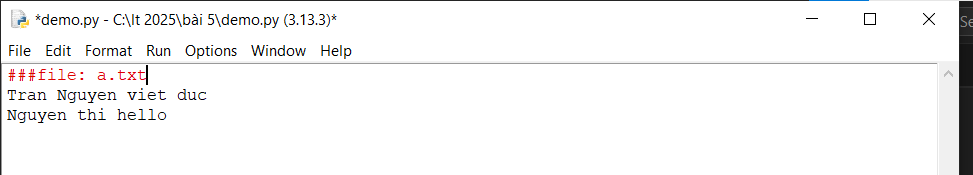 *demo.py - C:\lt 2025\bài 5\demo.py (3.13.3)*
File Edit Format Run Options Window Help
###file: a.txt
Tran Nguyen viet duc
Nguyen thi hello